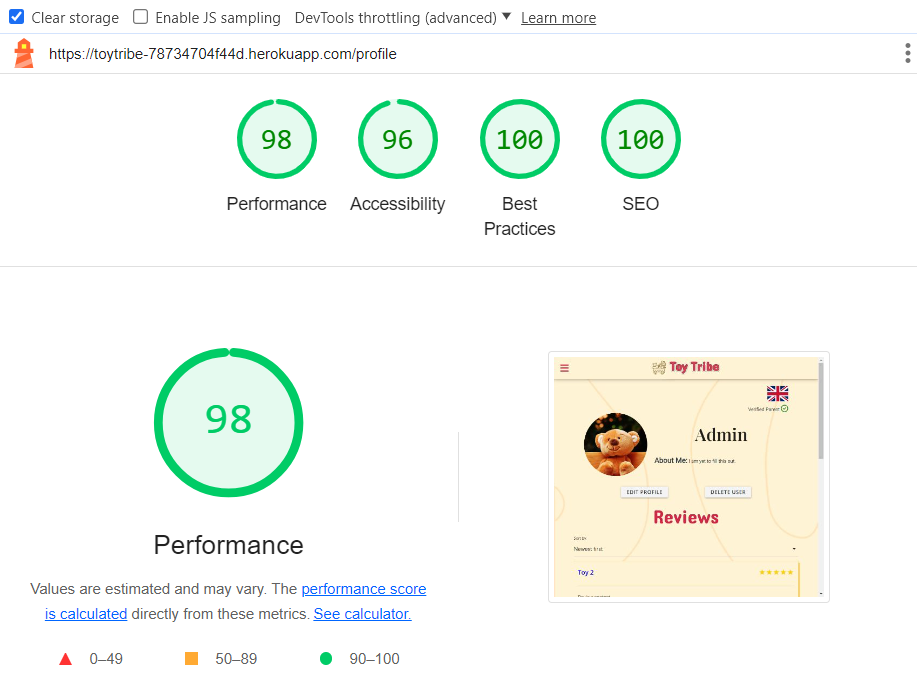 Clear storage Enable JS sampling DevTools throttling (advanced) Learn more
https://toytribe-78734704f44d.herokuapp.com/profile
98 96 100 100
Performance Accessibility Best Practices SEO
98
Performance
Values are estimated and may vary. The performance score
is calculated directly from these metrics. See calculator.
0–49 50–89 90–100
Toy Tribe
Verified Parent
Admin
About Me: I am yet to fill this out.
EDIT PROFILE DELETE USER
Reviews
Newest first
Toy 2